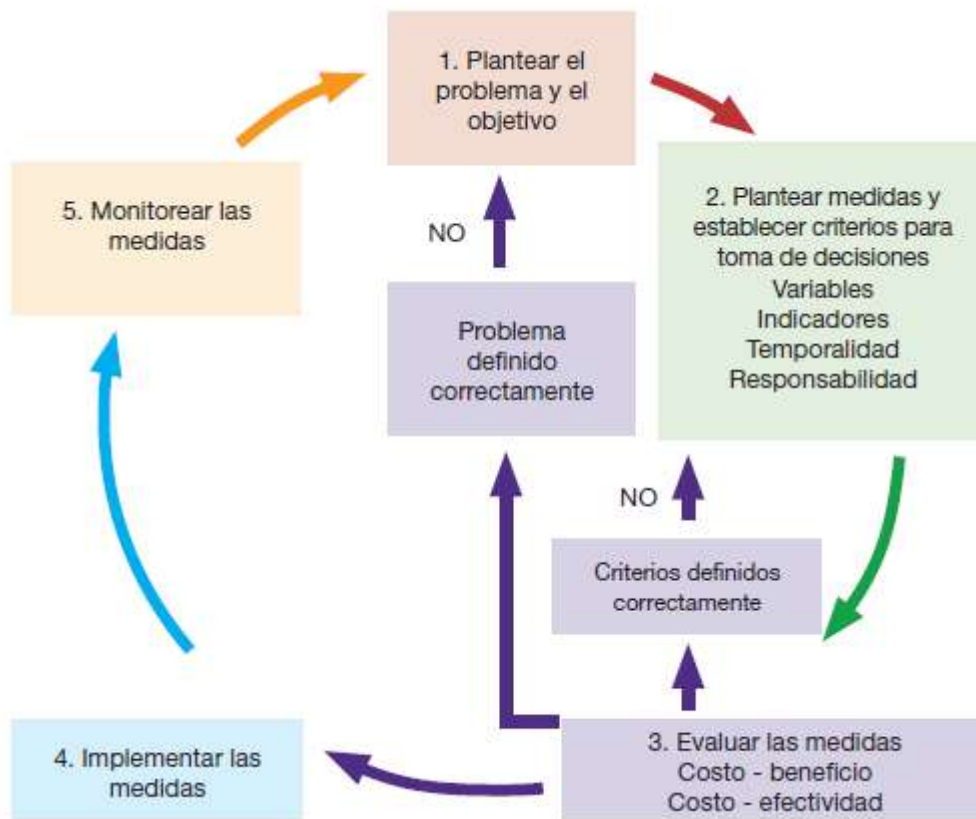 1. Plantear el
problema y el
objetivo
2. Plantear medidas y
establecer criterios para
toma de decisiones
Variables
Indicadores
Temporalidad
Responsabilidad
5. Monitorear las
medidas
NO
Problema
definido
correctamente
NO
Criterios definidos
correctamente
3. Evaluar las medidas
Costo - beneficio
Costo - efectividad
4. Implementar las
medidas